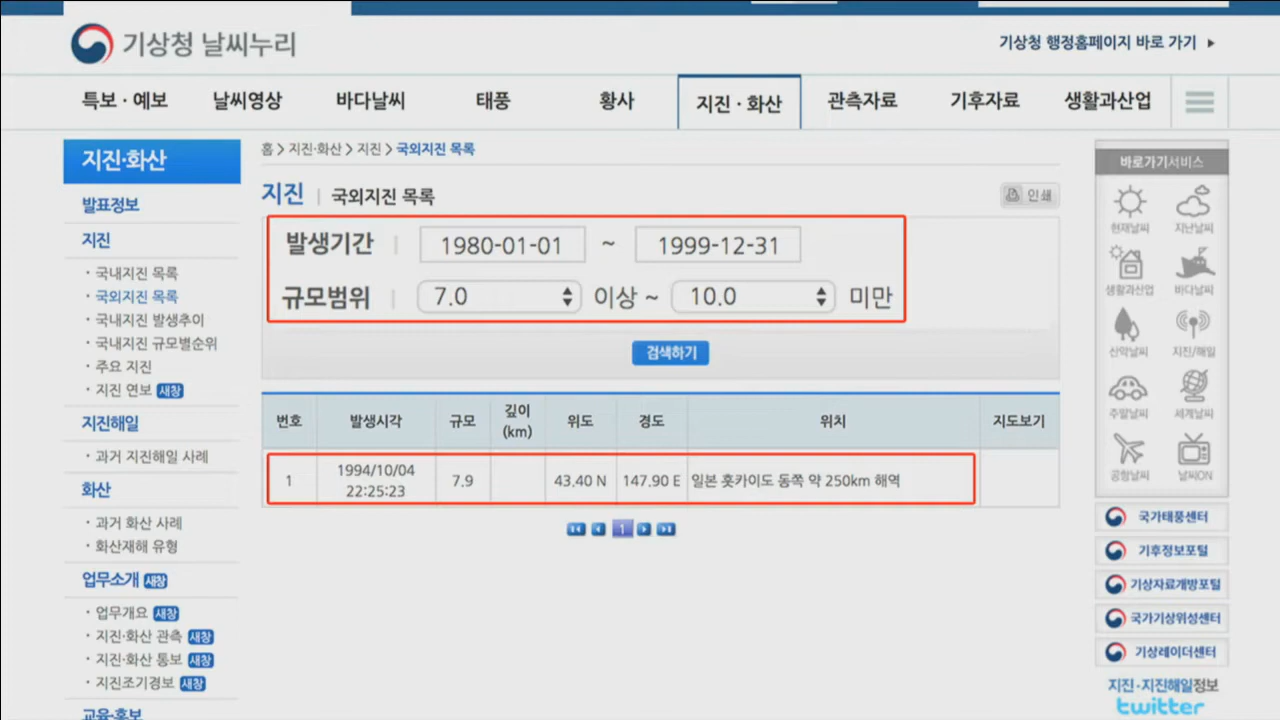 기상청 날씨누리
기상청 행정홈페이지 바로 가기 ▶
특보 · 예보 날씨영상 바다날씨 태풍 황사 지진 · 화산 관측자료 기후자료 생활과산업
지진·화산
발표정보
지진
· 국내지진 목록
· 국외지진 목록
· 국내지진 발생추이
· 국내지진 규모별순위
· 주요 지진
· 지진 연보 새창
지진해일
· 과거 지진해일 사례
화산
· 과거 화산 사례
· 화산재해 유형
업무소개 새창
· 업무개요 새창
· 지진·화산 관측 새창
· 지진·화산 통보 새창
· 지진조기경보 새창
교육·홍보
홈 > 지진·화산 > 지진 > 국외지진 목록
지진 | 국외지진 목록
인쇄
발생기간 | 1980-01-01 ~ 1999-12-31
규모범위 | 7.0 이상 ~ 10.0 미만
검색하기
번호 발생시각 규모 깊이 (km) 위도 경도 위치 지도보기
1 1994/10/04 22:25:23 7.9 43.40 N 147.90 E 일본 홋카이도 동쪽 약 250km 해역
1
바로가기서비스
현재날씨 지난날씨
생활과산업 바다날씨
산악날씨 지진/해일
주말날씨 세계날씨
공항날씨 날씨ON
국가태풍센터
기후정보포털
기상자료개방포털
국가기상위성센터
기상레이더센터
지진·지진해일정보
twitter